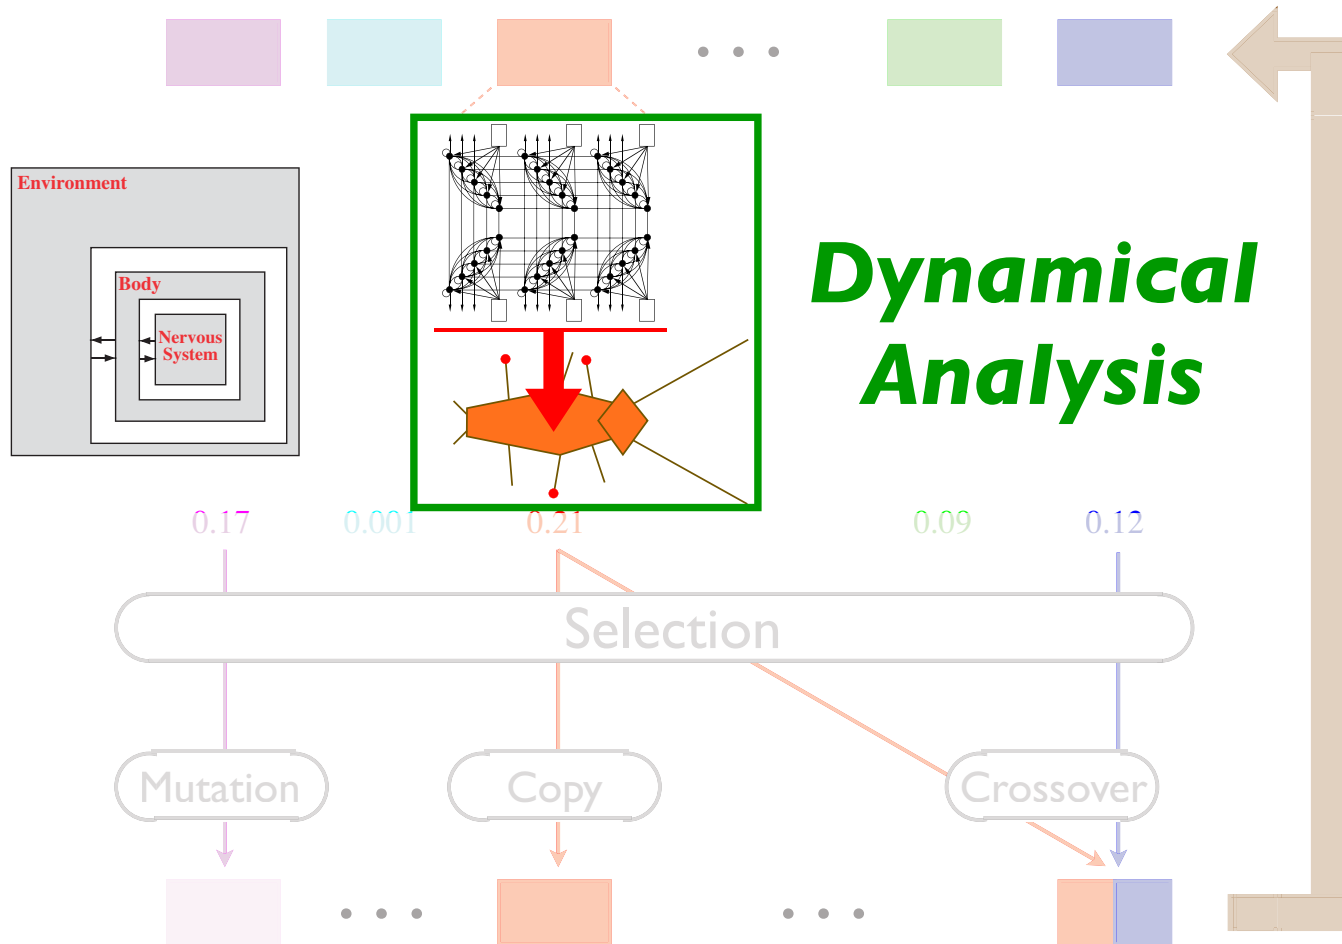 Environment
Body
Nervous
System
Dynamical
Analysis
0.17 0.001 0.21 0.09 0.12
Selection
Mutation Copy Crossover